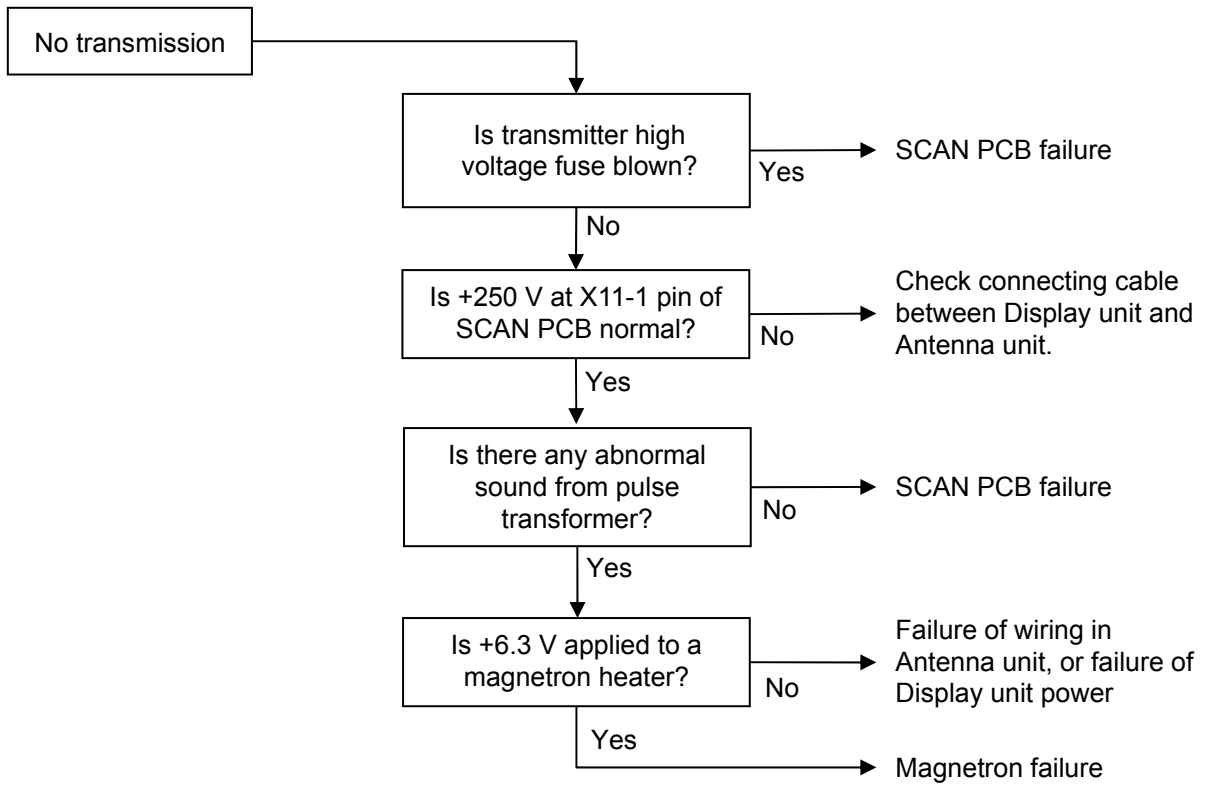 No transmission
Is transmitter high
voltage fuse blown?
Yes
SCAN PCB failure
No
Is +250 V at X11-1 pin of
SCAN PCB normal?
No
Check connecting cable
between Display unit and
Antenna unit.
Yes
Is there any abnormal
sound from pulse
transformer?
No
SCAN PCB failure
Yes
Is +6.3 V applied to a
magnetron heater?
No
Failure of wiring in
Antenna unit, or failure of
Display unit power
Yes
Magnetron failure